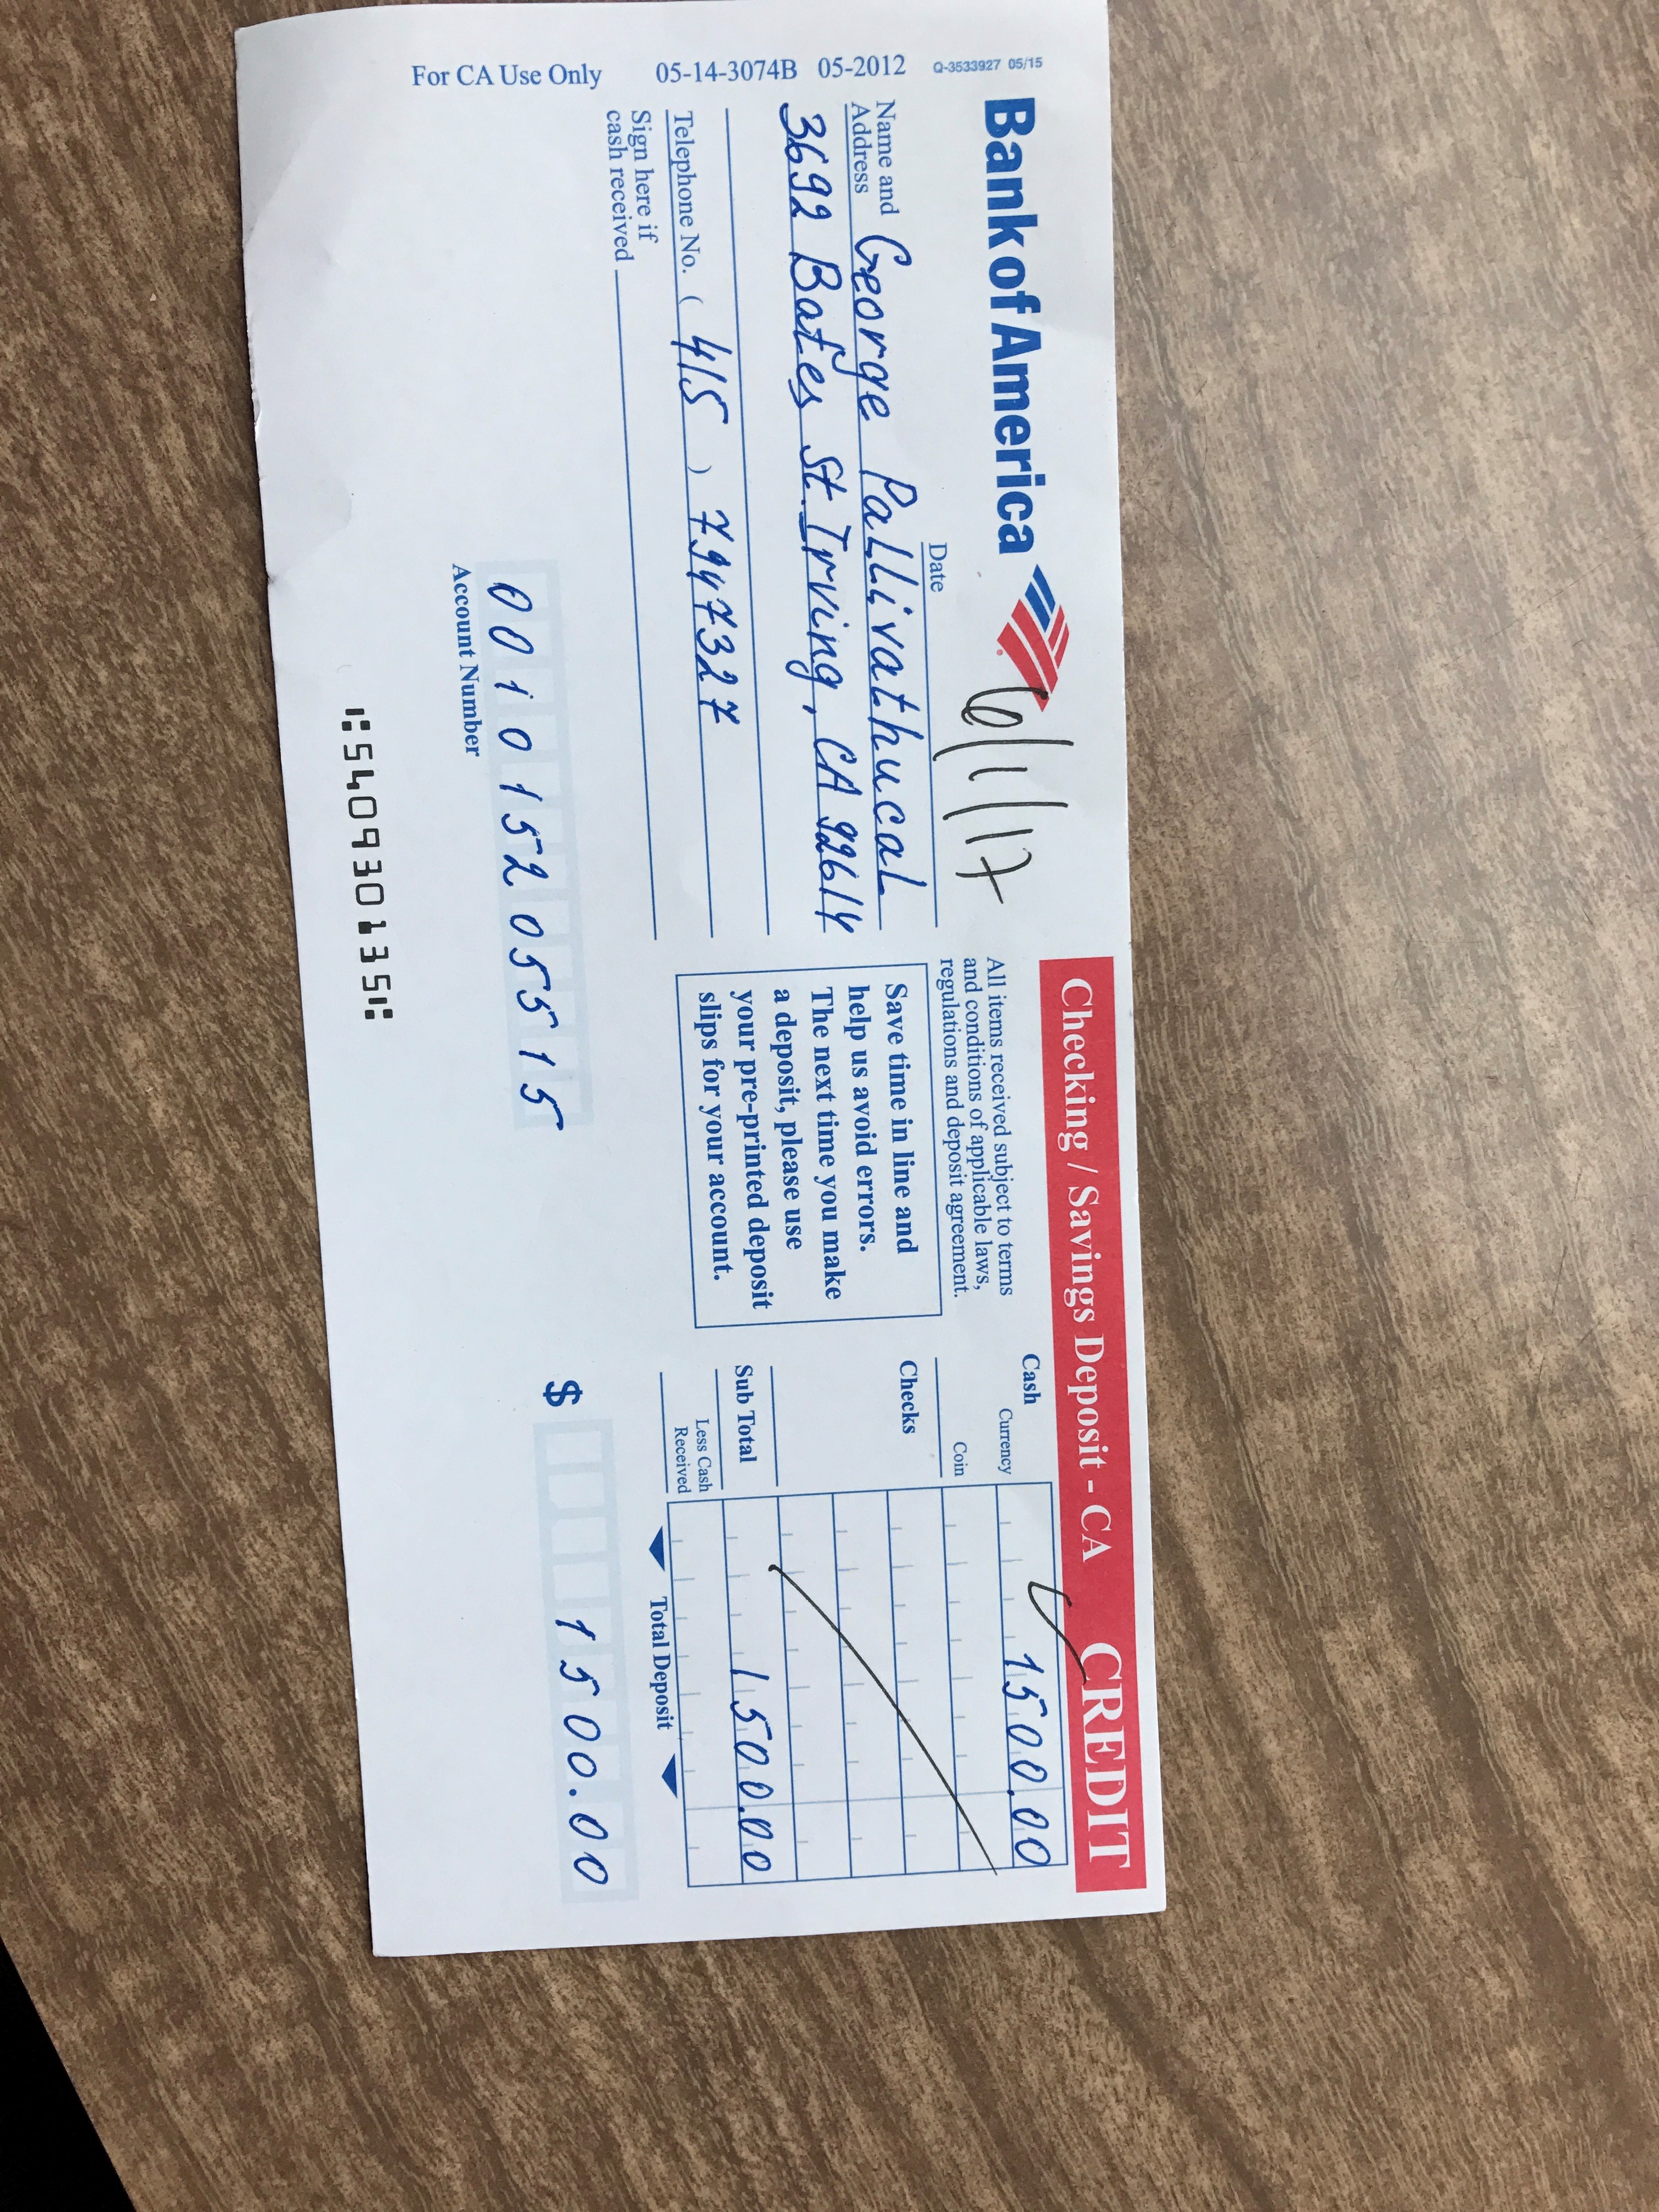 Bank of America
6/1/17
Date
Name and Address George Pallivathucal
3692 Bates St. Irving, CA 92614
Telephone No. ( 415 ) 7947327
Sign here if
cash received
For CA Use Only 05-14-3074B 05-2012 Q-3533927 05/15
Checking / Savings Deposit - CA CREDIT
All items received subject to terms
and conditions of applicable laws,
regulations and deposit agreement.
Save time in line and
help us avoid errors.
The next time you make
a deposit, please use
your pre-printed deposit
slips for your account.
Cash
Currency 1500.00
Coin
Checks
Sub Total 1500.00
Less Cash
Received
Total Deposit
$ 1500.00
001015205515
Account Number
⑆540930135⑆